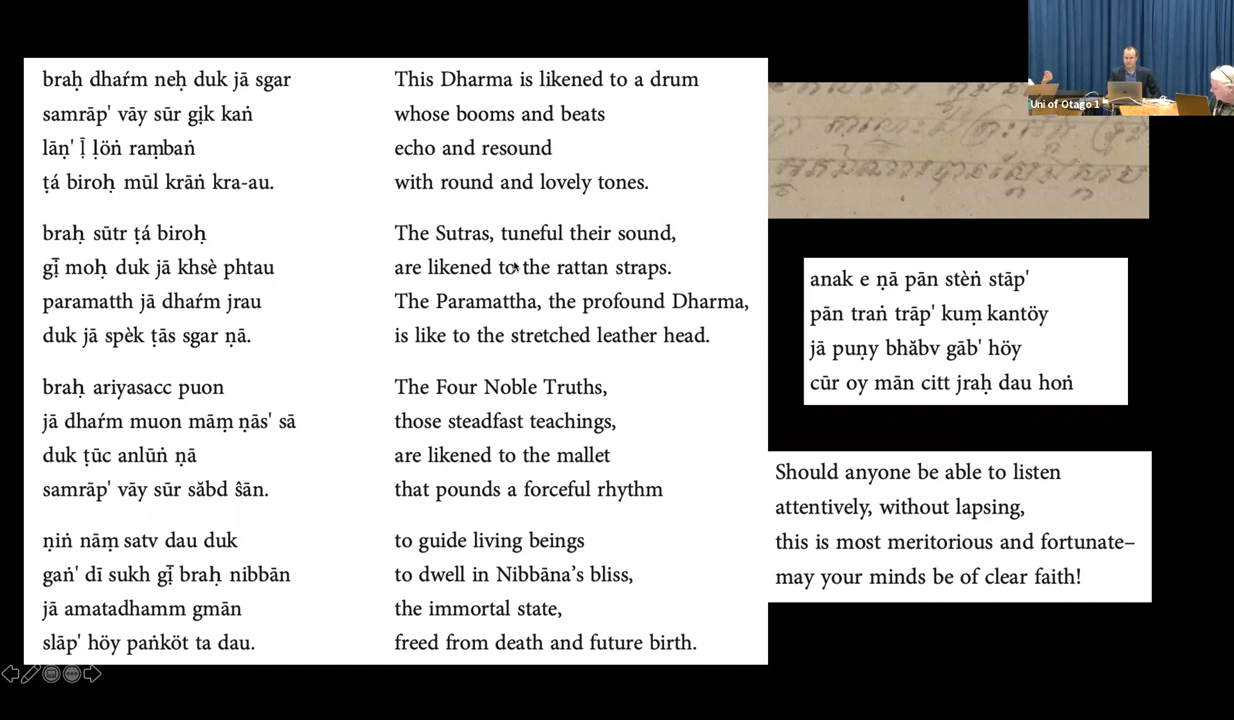 braḥ dhaŕm neḥ duk jā sgar
samrāp' vāy sūr gịk kaṅ
lāṇ' ḹ ḷöṅ raṃbaṅ
ṭá biroḥ mūl krāṅ kra-au.
braḥ sūtr ṭá biroḥ
gị̄ moḥ duk jā khsè phtau
paramatth jā dhaŕm jrau
duk jā spèk ṭās sgar ṇā.
braḥ ariyasacc puon
jā dhaŕm muon māṃ ṇās' sā
duk ṭūc anlūṅ ṇā
samrāp' vāy sūr sǎbd ŝān.
ṇiṅ nāṃ satv dau duk
gaṅ' dī sukh gị̄ braḥ nibbān
jā amatadhamm gmān
slāp' höy paṅköt ta dau.
This Dharma is likened to a drum
whose booms and beats
echo and resound
with round and lovely tones.
The Sutras, tuneful their sound,
are likened to the rattan straps.
The Paramattha, the profound Dharma,
is like to the stretched leather head.
The Four Noble Truths,
those steadfast teachings,
are likened to the mallet
that pounds a forceful rhythm
to guide living beings
to dwell in Nibbāna’s bliss,
the immortal state,
freed from death and future birth.
Uni of Otago 1
anak e ṇā pān stèṅ stāp'
pān traṅ trāp' kuṃ kantöy
jā puṇy bhǎbv gāb' höy
cūr oy mān citt jraḥ dau hoṅ
Should anyone be able to listen
attentively, without lapsing,
this is most meritorious and fortunate–
may your minds be of clear faith!